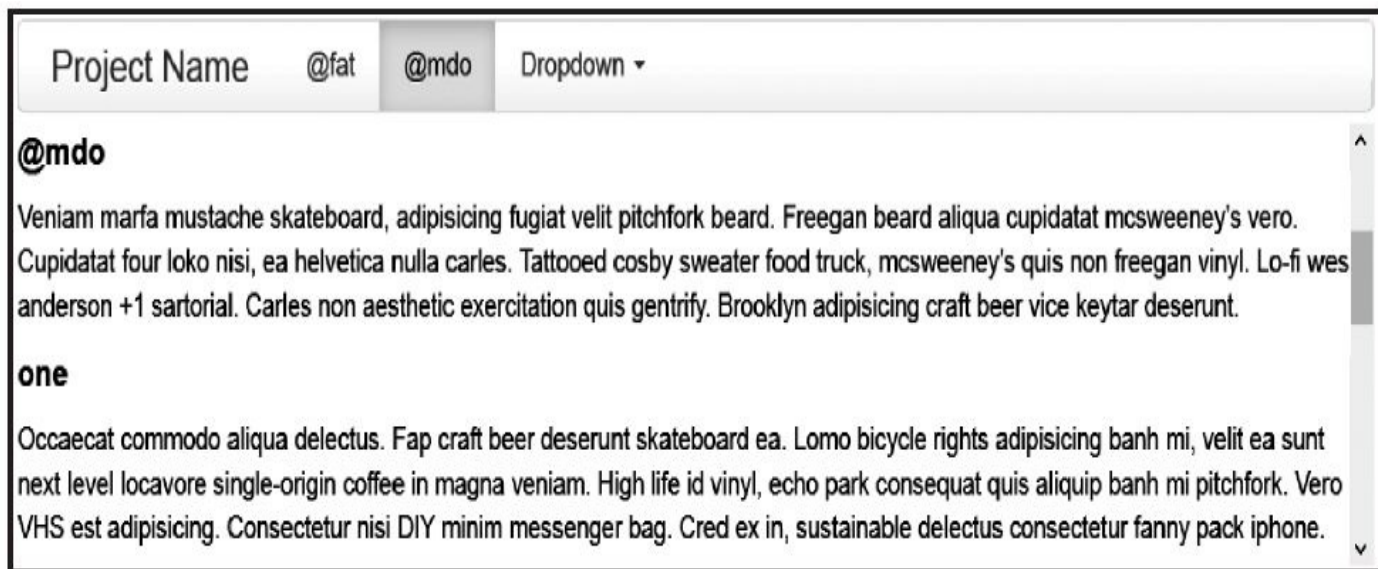 Project Name @fat @mdo Dropdown
@mdo
Veniam marfa mustache skateboard, adipisicing fugiat velit pitchfork beard. Freegan beard aliqua cupidatat mcsweeney's vero.
Cupidatat four loko nisi, ea helvetica nulla carles. Tattooed cosby sweater food truck, mcsweeney's quis non freegan vinyl. Lo-fi wes
anderson +1 sartorial. Carles non aesthetic exercitation quis gentrify. Brooklyn adipisicing craft beer vice keytar deserunt.
one
Occaecat commodo aliqua delectus. Fap craft beer deserunt skateboard ea. Lomo bicycle rights adipisicing banh mi, velit ea sunt
next level locavore single-origin coffee in magna veniam. High life id vinyl, echo park consequat quis aliquip banh mi pitchfork. Vero
VHS est adipisicing. Consectetur nisi DIY minim messenger bag. Cred ex in, sustainable delectus consectetur fanny pack iphone.